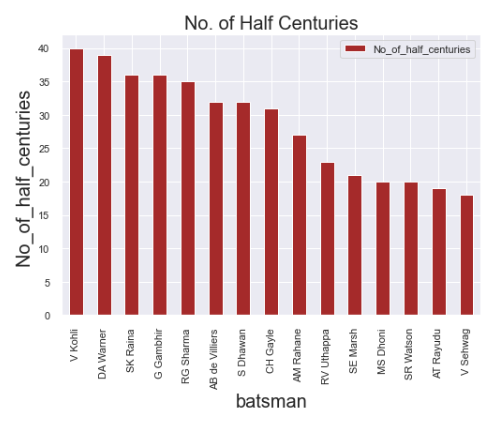 No. of Half Centuries
No_of_half_centuries
No_of_half_centuries
40
35
30
25
20
15
10
5
0
V Kohli
DA Warner
SK Raina
G Gambhir
RG Sharma
AB de Villiers
S Dhawan
CH Gayle
AM Rahane
RV Uthappa
SE Marsh
MS Dhoni
SR Watson
AT Rayudu
V Sehwag
batsman